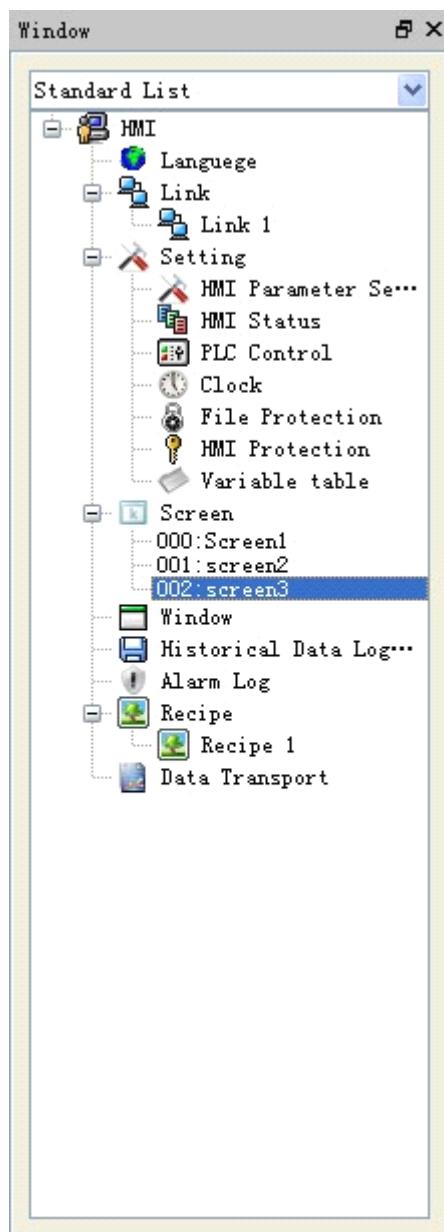 Window
Standard List
HMI
Languege
Link
Link 1
Setting
HMI Parameter Se···
HMI Status
PLC Control
Clock
File Protection
HMI Protection
Variable table
Screen
000:Screen1
001:screen2
002:screen3
Window
Historical Data Log···
Alarm Log
Recipe
Recipe 1
Data Transport